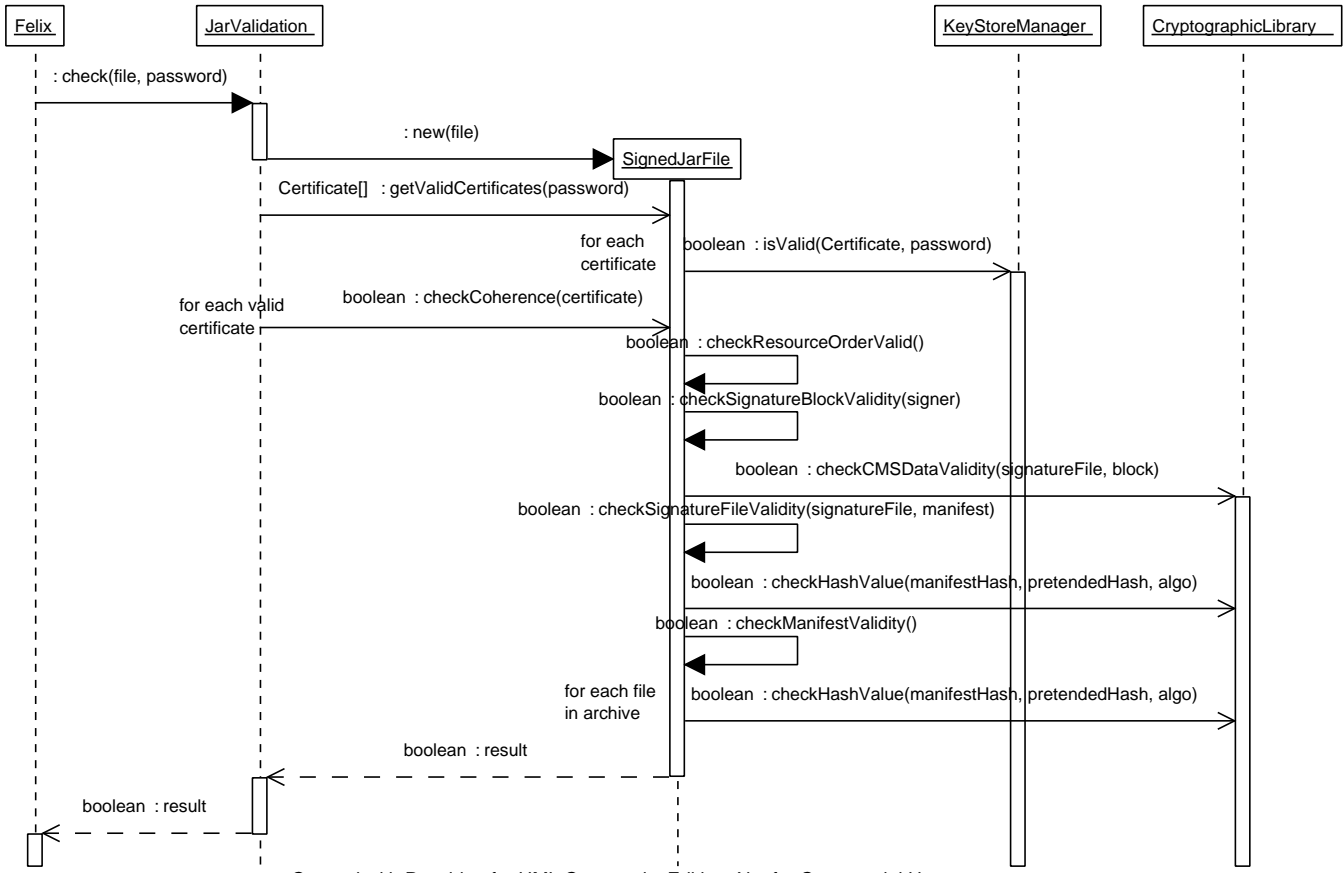 Felix
JarValidation
KeyStoreManager
CryptographicLibrary
: check(file, password)
: new(file)
SignedJarFile
Certificate[] : getValidCertificates(password)
for each
certificate
boolean : isValid(Certificate, password)
for each valid
certificate
boolean : checkCoherence(certificate)
boolean : checkResourceOrderValid()
boolean : checkSignatureBlockValidity(signer)
boolean : checkCMSDataValidity(signatureFile, block)
boolean : checkSignatureFileValidity(signatureFile, manifest)
boolean : checkHashValue(manifestHash, pretendedHash, algo)
boolean : checkManifestValidity()
for each file
in archive
boolean : checkHashValue(manifestHash, pretendedHash, algo)
boolean : result
boolean : result